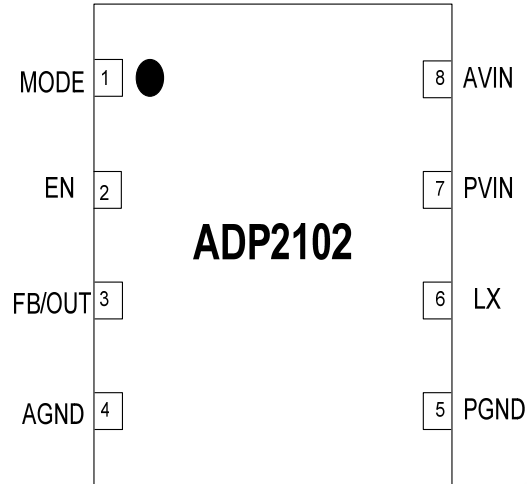 MODE 1 8 AVIN
EN 2 7 PVIN
ADP2102
FB/OUT 3 6 LX
AGND 4 5 PGND